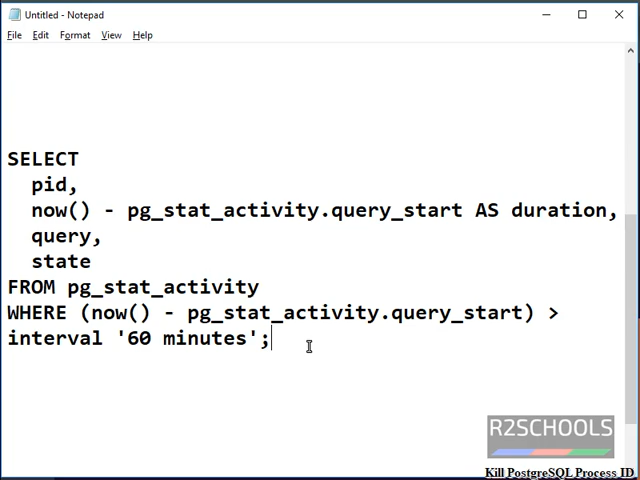 Untitled - Notepad
File Edit Format View Help
SELECT
pid,
now() - pg_stat_activity.query_start AS duration,
query,
state
FROM pg_stat_activity
WHERE (now() - pg_stat_activity.query_start) >
interval '60 minutes';
R2SCHOOLS
Kill PostgreSQL Process ID